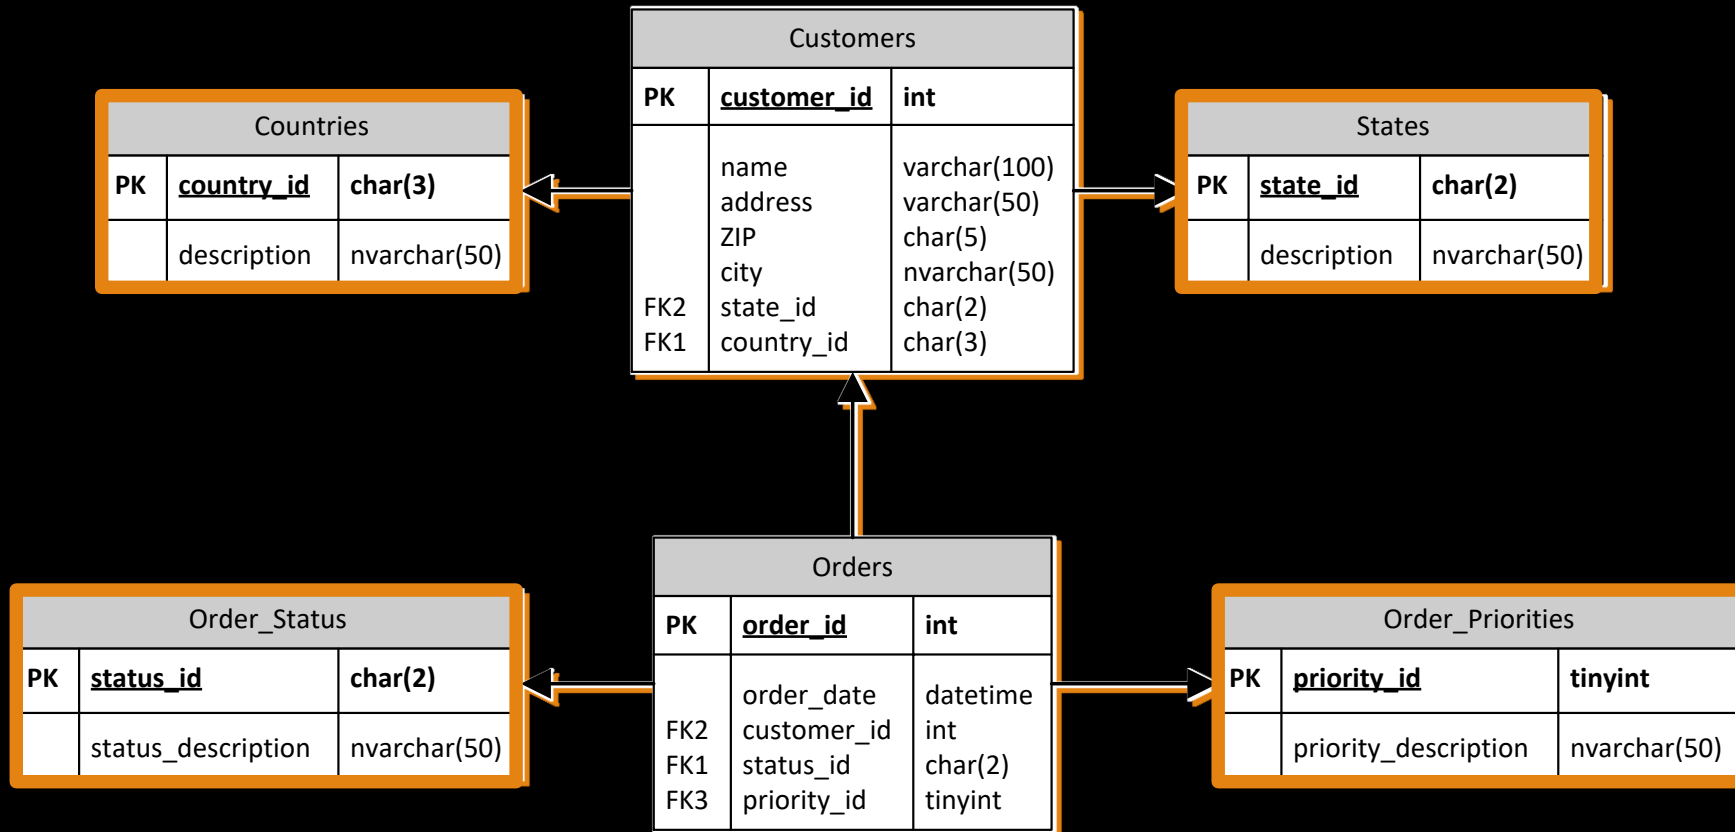 Customers
PK customer_id int
name varchar(100)
address varchar(50)
ZIP char(5)
city nvarchar(50)
FK2 state_id char(2)
FK1 country_id char(3)
Countries
PK country_id char(3)
description nvarchar(50)
States
PK state_id char(2)
description nvarchar(50)
Orders
PK order_id int
order_date datetime
FK2 customer_id int
FK1 status_id char(2)
FK3 priority_id tinyint
Order_Status
PK status_id char(2)
status_description nvarchar(50)
Order_Priorities
PK priority_id tinyint
priority_description nvarchar(50)